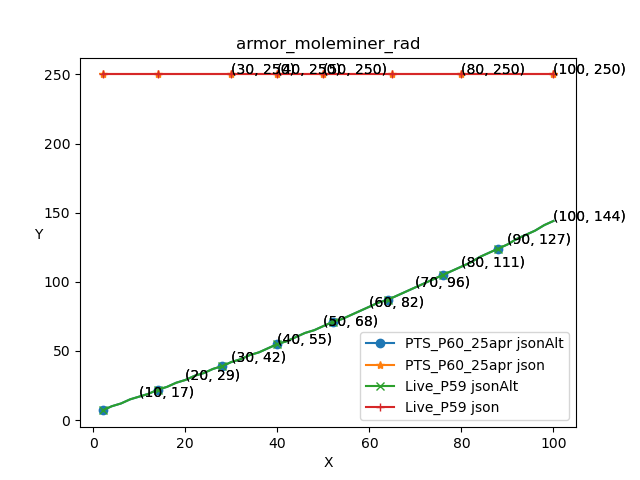 armor_moleminer_rad
(30, 250)
(40, 250)
(50, 250)
(80, 250)
(100, 250)
250
200
150
100
50
0
Y
(100, 144)
(90, 127)
(80, 111)
(70, 96)
(60, 82)
(50, 68)
(40, 55)
(30, 42)
(20, 29)
(10, 17)
PTS_P60_25apr jsonAlt
PTS_P60_25apr json
Live_P59 jsonAlt
Live_P59 json
0 20 40 60 80 100
X